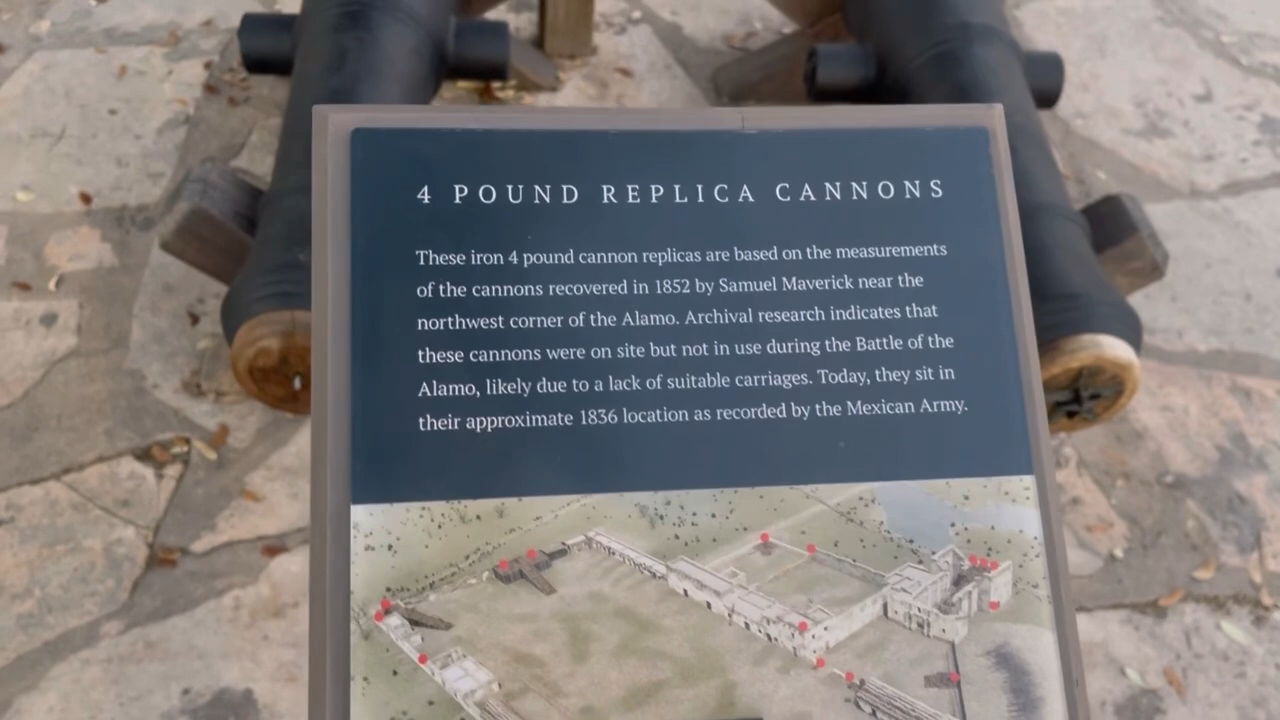 4 POUND REPLICA CANNONS
These iron 4 pound cannon replicas are based on the measurements
of the cannons recovered in 1852 by Samuel Maverick near the
northwest corner of the Alamo. Archival research indicates that
these cannons were on site but not in use during the Battle of the
Alamo, likely due to a lack of suitable carriages. Today, they sit in
their approximate 1836 location as recorded by the Mexican Army.